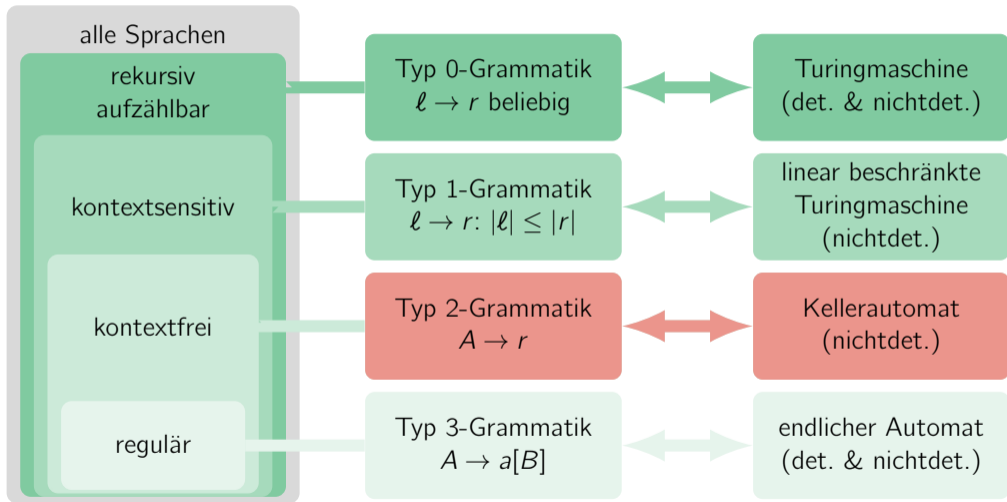 alle Sprachen
rekursiv
aufzählbar
Typ 0-Grammatik
ℓ → r beliebig
Turingmaschine
(det. & nichtdet.)
kontextsensitiv
Typ 1-Grammatik
ℓ → r: |ℓ| ≤ |r|
linear beschränkte
Turingmaschine
(nichtdet.)
kontextfrei
Typ 2-Grammatik
A → r
Kellerautomat
(nichtdet.)
regulär
Typ 3-Grammatik
A → a[B]
endlicher Automat
(det. & nichtdet.)